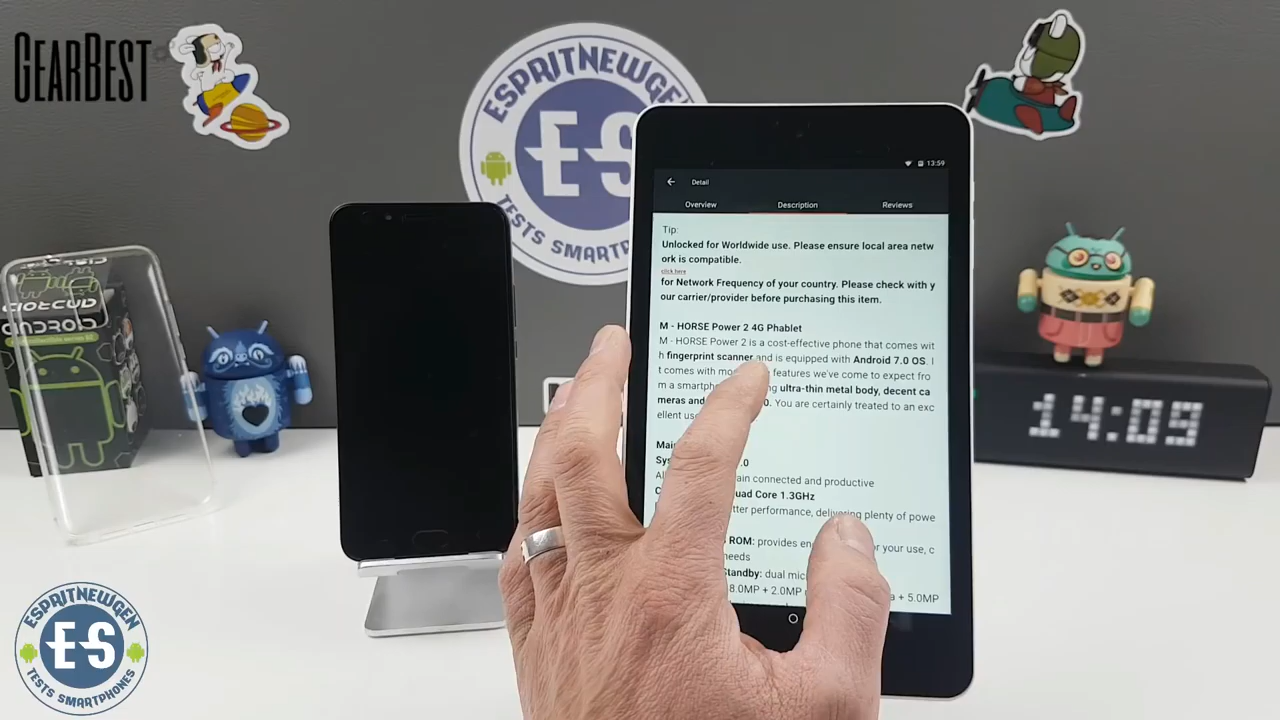 GEARBEST
ESPRITNEWGEN
ES
TESTS SMARTPHONES
13:59
Detail
Overview
Description
Reviews
Tip:
Unlocked for Worldwide use. Please ensure local area netw
ork is compatible.
click here
for Network Frequency of your country. Please check with y
our carrier/provider before purchasing this item.
M - HORSE Power 2 4G Phablet
M - HORSE Power 2 is a cost-effective phone that comes wit
h fingerprint scanner and is equipped with Android 7.0 OS. I
t comes with features we've come to expect fro
m a ultra-thin metal body, decent ca
meras and 0. You are certainly treated to an exc
ellent
.0
ain connected and productive
uad Core 1.3GHz
tter performance, delivering plenty of powe
ROM: provides r your use, c
needs
tandby: dual
8.0MP + 2.0MP a + 5.0MP
ANDROID
14:09
ESPRITNEWGEN
ES
TESTS SMARTPHONES